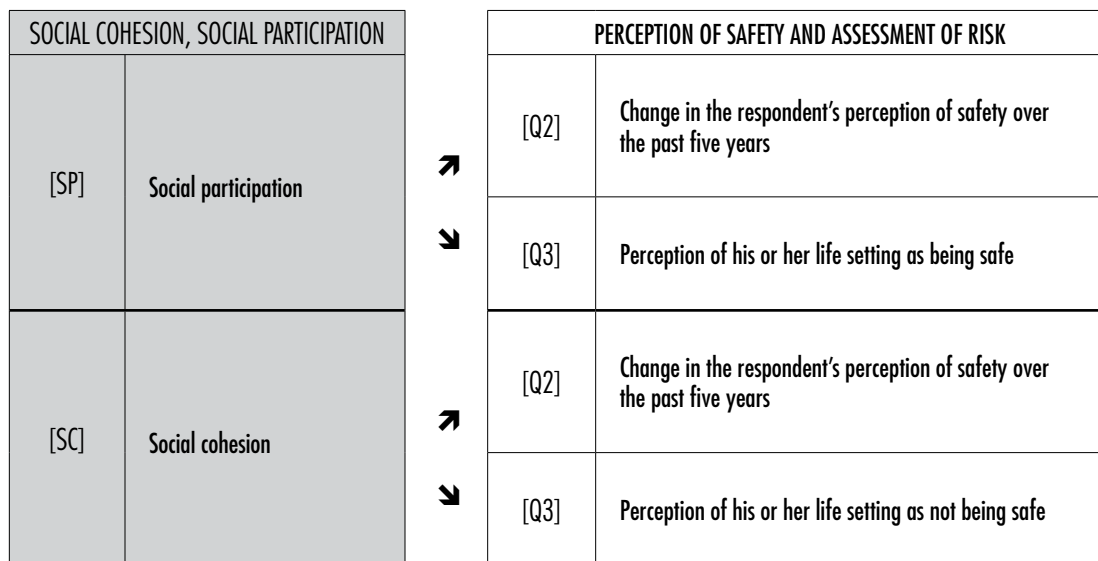 SOCIAL COHESION, SOCIAL PARTICIPATION
PERCEPTION OF SAFETY AND ASSESSMENT OF RISK
[SP]
Social participation
[Q2]
Change in the respondent’s perception of safety over
the past five years
[Q3]
Perception of his or her life setting as being safe
[SC]
Social cohesion
[Q2]
Change in the respondent’s perception of safety over
the past five years
[Q3]
Perception of his or her life setting as not being safe